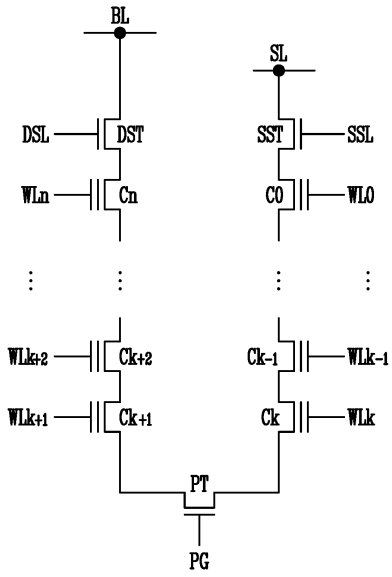 BL
SL
DSL DST SST SSL
WLn Cn C0 WL0
WLk+2 Ck+2 Ck-1 WLk-1
WLk+1 Ck+1 Ck WLk
PT
PG